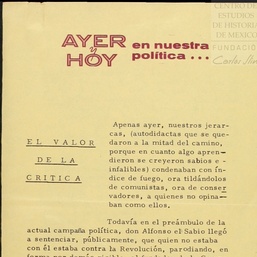 CENTRO DE
ESTUDIOS
DE HISTORIA
DE MEXICO
FUNDACIÓN
Carlos
AYER en nuestra
y
HOY política...
Apenas ayer, nuestros jerar-
cas, (autodidactas que se que-
daron a la mitad del camino,
EL VALOR porque en cuanto algo apren-
dieron se creyeron sabios e
DE LA infalibles) condenaban con ín-
dice de fuego, ora tildándolos
CRITICA de comunistas, ora de conser
vadores, a quienes no opina-
ban como ellos.
Todavía en el preámbulo de la
actual campaña política, don Alfonso el Sabio llegó
a sentenciar, públicamente, que quien no estaba
con él estaba contra la Revolución, parodiando, en